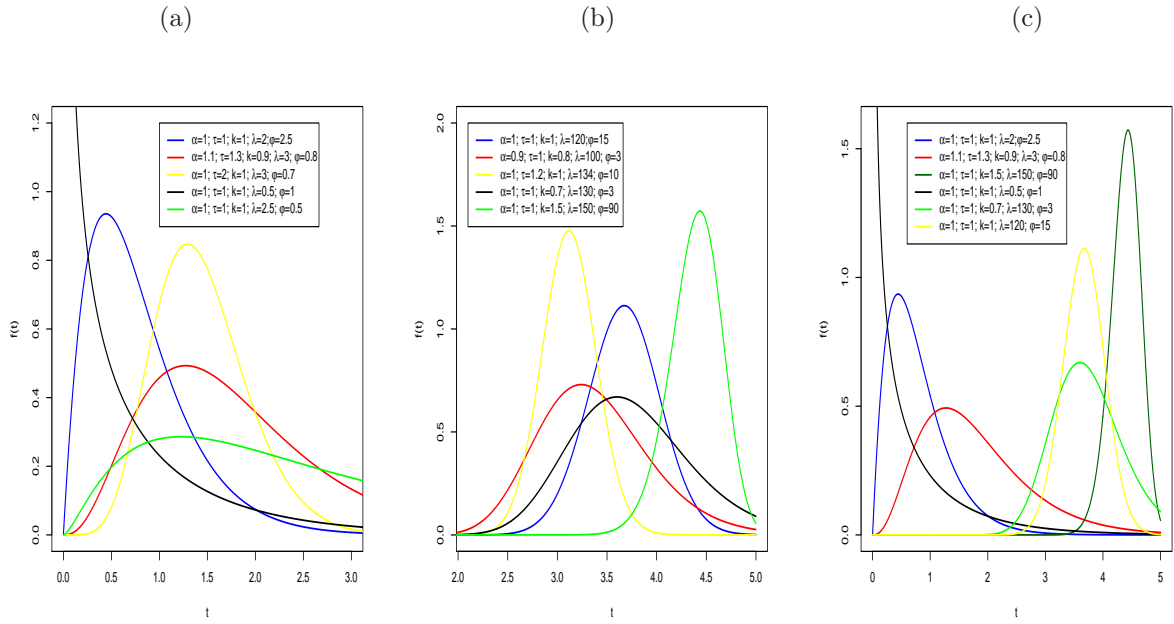 (a)
(b)
(c)
α=1; τ=1; k=1; λ=2;φ=2.5
α=1.1; τ=1.3; k=0.9; λ=3; φ=0.8
α=1; τ=2; k=1; λ=3; φ=0.7
α=1; τ=1; k=1; λ=0.5; φ=1
α=1; τ=1; k=1; λ=2.5; φ=0.5
f(t)
0.0
0.2
0.4
0.6
0.8
1.0
1.2
0.0
0.5
1.0
1.5
2.0
2.5
3.0
t
α=1; τ=1; k=1; λ=120;φ=15
α=0.9; τ=1; k=0.8; λ=100; φ=3
α=1; τ=1.2; k=1; λ=134; φ=10
α=1; τ=1; k=0.7; λ=130; φ=3
α=1; τ=1; k=1.5; λ=150; φ=90
f(t)
0.0
0.5
1.0
1.5
2.0
2.0
2.5
3.0
3.5
4.0
4.5
5.0
t
α=1; τ=1; k=1; λ=2;φ=2.5
α=1.1; τ=1.3; k=0.9; λ=3; φ=0.8
α=1; τ=1; k=1.5; λ=150; φ=90
α=1; τ=1; k=1; λ=0.5; φ=1
α=1; τ=1; k=0.7; λ=130; φ=3
α=1; τ=1; k=1; λ=120; φ=15
f(t)
0.0
0.5
1.0
1.5
0
1
2
3
4
5
t